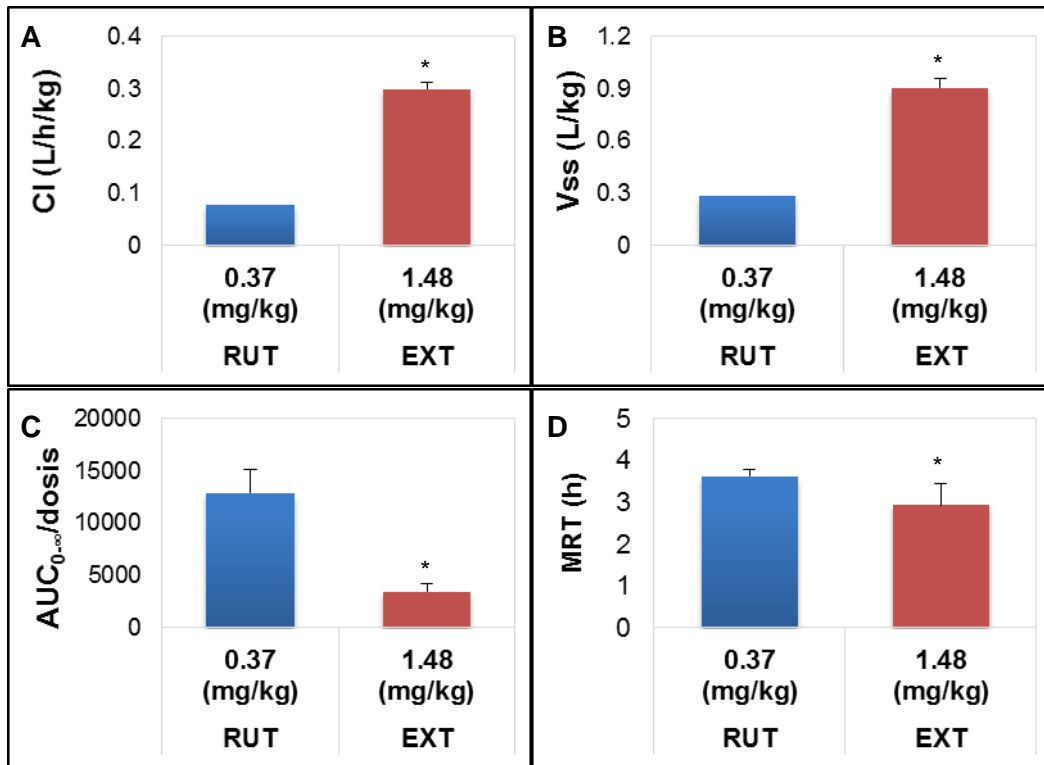 A
Cl (L/h/kg)
0.4
0.3
0.2
0.1
0
*
0.37 1.48
(mg/kg) (mg/kg)
RUT EXT
B
Vss (L/kg)
1.2
0.9
0.6
0.3
0
*
0.37 1.48
(mg/kg) (mg/kg)
RUT EXT
C
AUC₀-∞/dosis
20000
15000
10000
5000
0
*
0.37 1.48
(mg/kg) (mg/kg)
RUT EXT
D
MRT (h)
5
4
3
2
1
0
*
0.37 1.48
(mg/kg) (mg/kg)
RUT EXT